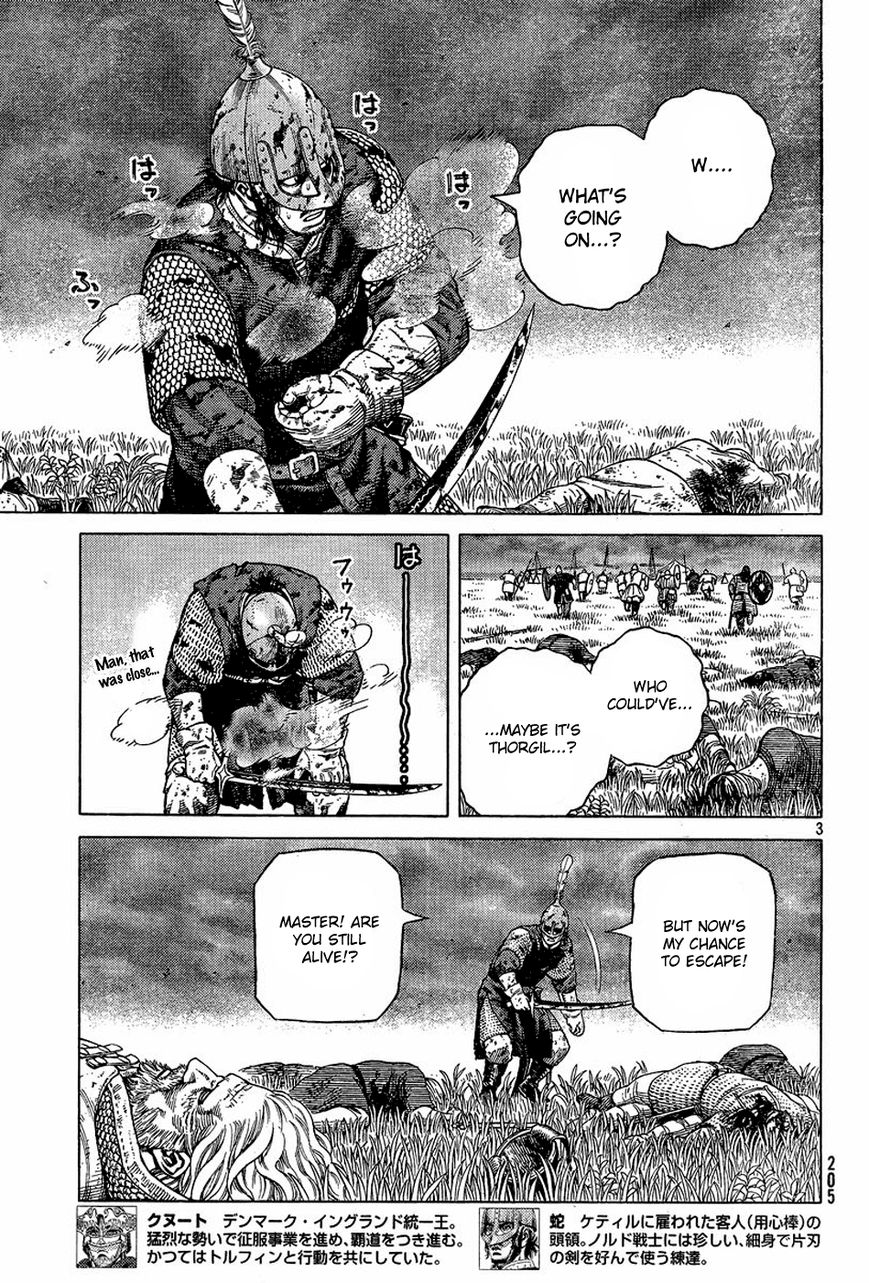 W....
WHAT'S
GOING
ON...?
はっ
はっ
はっ
ふっ
WHO
COULD'VE...
...MAYBE IT'S
THORGIL...?
は……
フゥウゥ
Man, that
was close...
3
BUT NOW'S
MY CHANCE
TO ESCAPE!
MASTER! ARE
YOU STILL
ALIVE!?
205
クヌート デンマーク・イングランド統一王。
猛烈な勢いで征服事業を進め、覇道をつき進む。
かつてはトルフィンと行動を共にしていた。
蛇 ケティルに雇われた客人(用心棒)の
頭領。ノルド戦士には珍しい、細身で片刃
の剣を好んで使う練達。